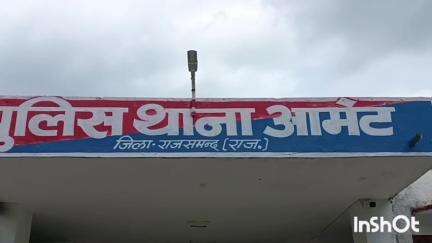 पुलिस थाना आमेट
जिला- राजसमन्द (राज.)
InShOt